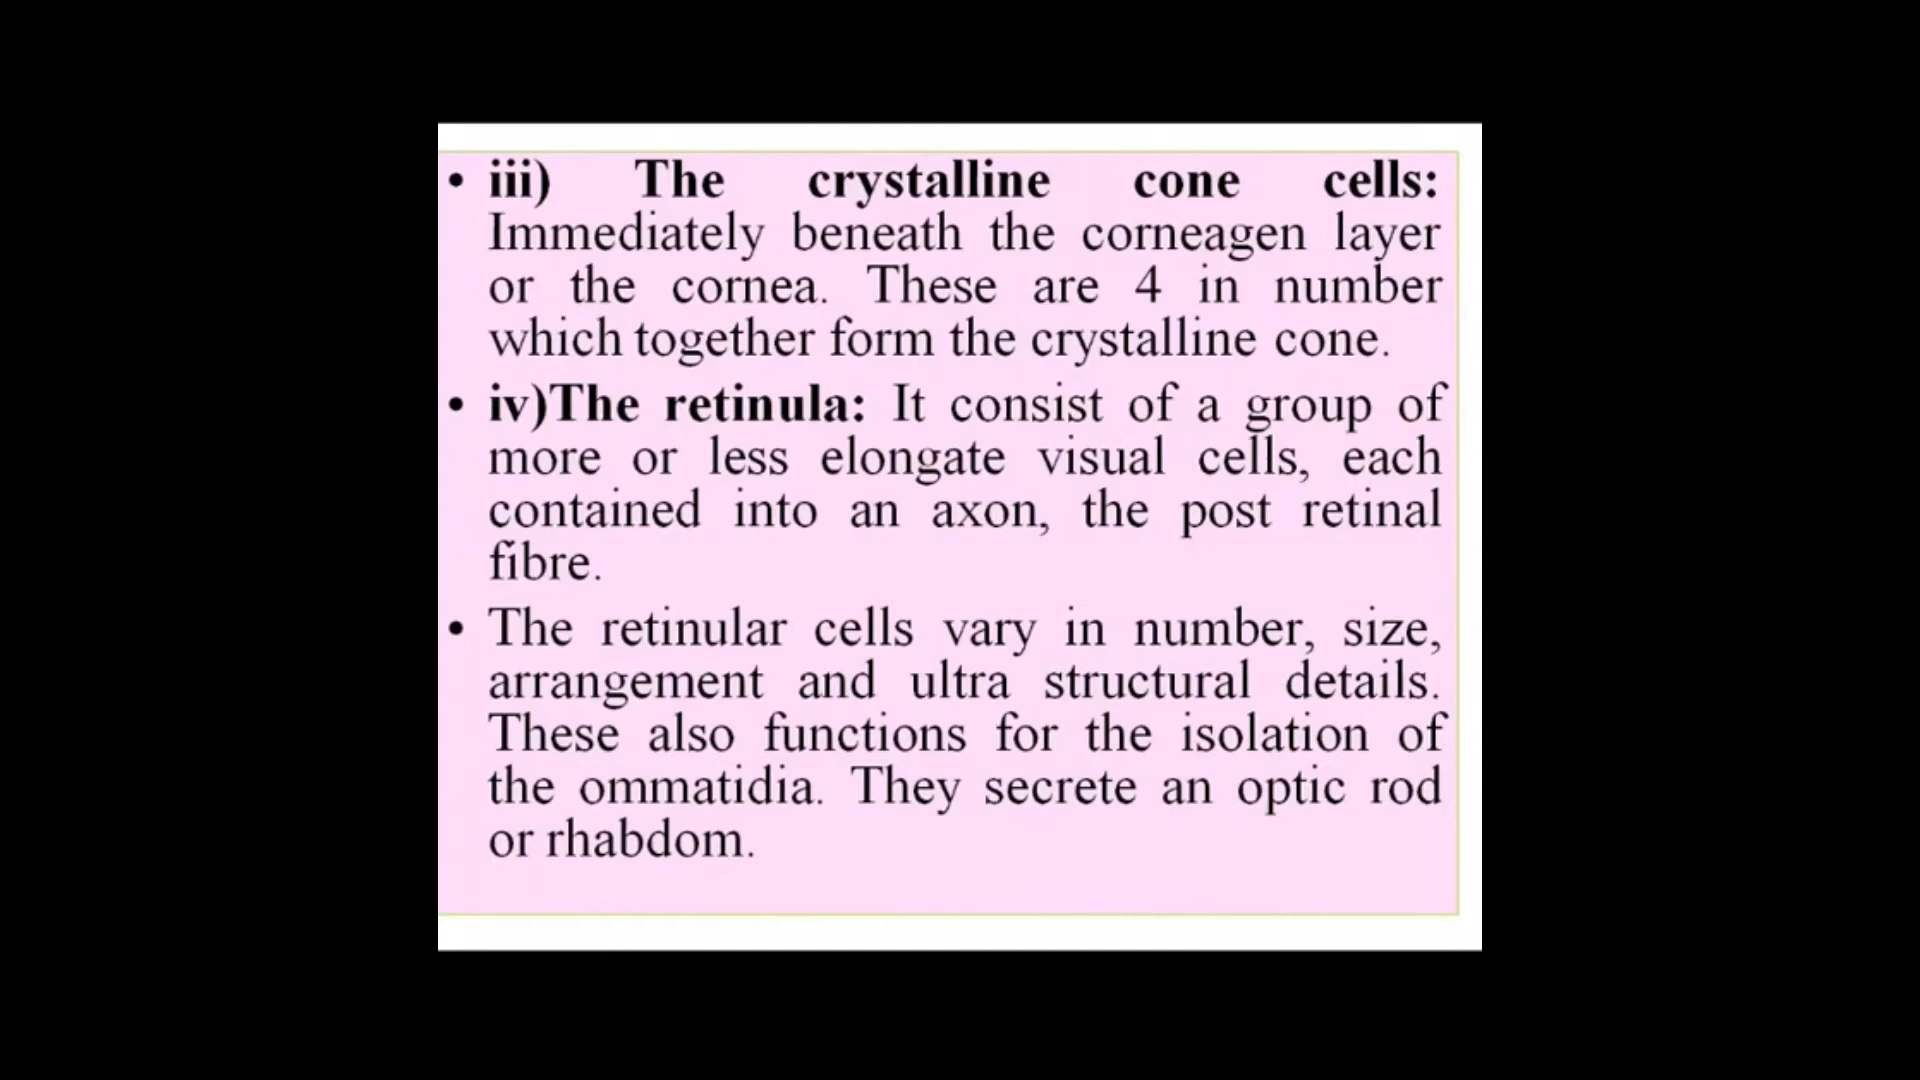 • iii) The crystalline cone cells:
Immediately beneath the corneagen layer
or the cornea. These are 4 in number
which together form the crystalline cone.
• iv)The retinula: It consist of a group of
more or less elongate visual cells, each
contained into an axon, the post retinal
fibre.
• The retinular cells vary in number, size,
arrangement and ultra structural details.
These also functions for the isolation of
the ommatidia. They secrete an optic rod
or rhabdom.